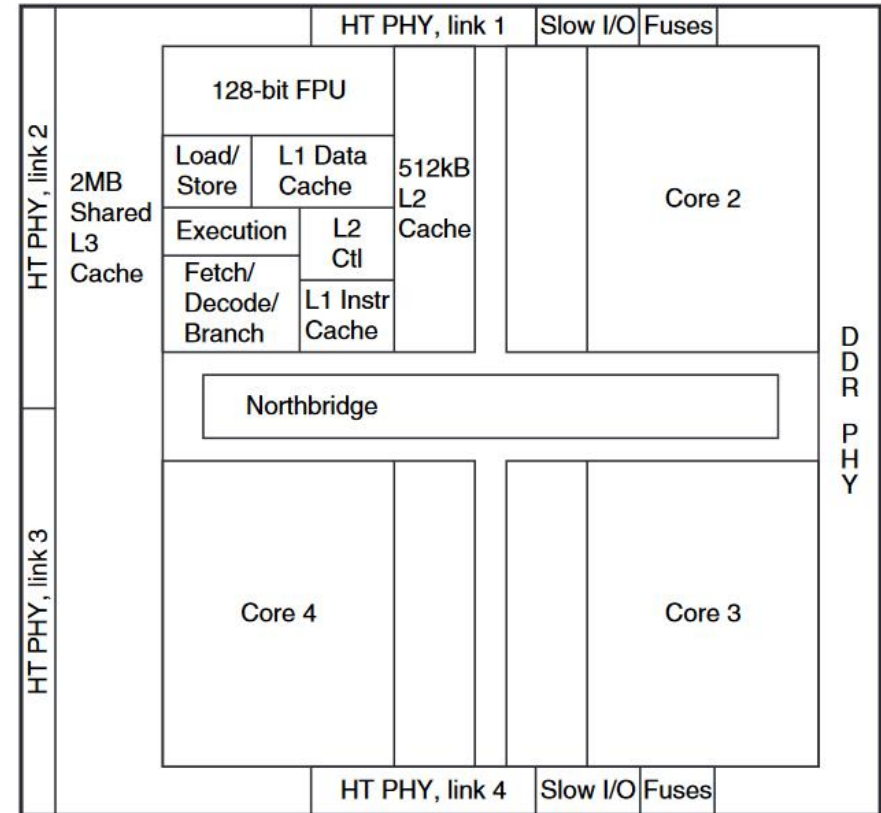 HT PHY, link 1
Slow I/O
Fuses
HT PHY, link 2
2MB
Shared
L3
Cache
128-bit FPU
Load/
Store
L1 Data
Cache
Execution
L2
Ctl
Fetch/
Decode/
Branch
L1 Instr
Cache
512kB
L2
Cache
Core 2
Northbridge
D
D
R
P
H
Y
HT PHY, link 3
Core 4
Core 3
HT PHY, link 4
Slow I/O
Fuses